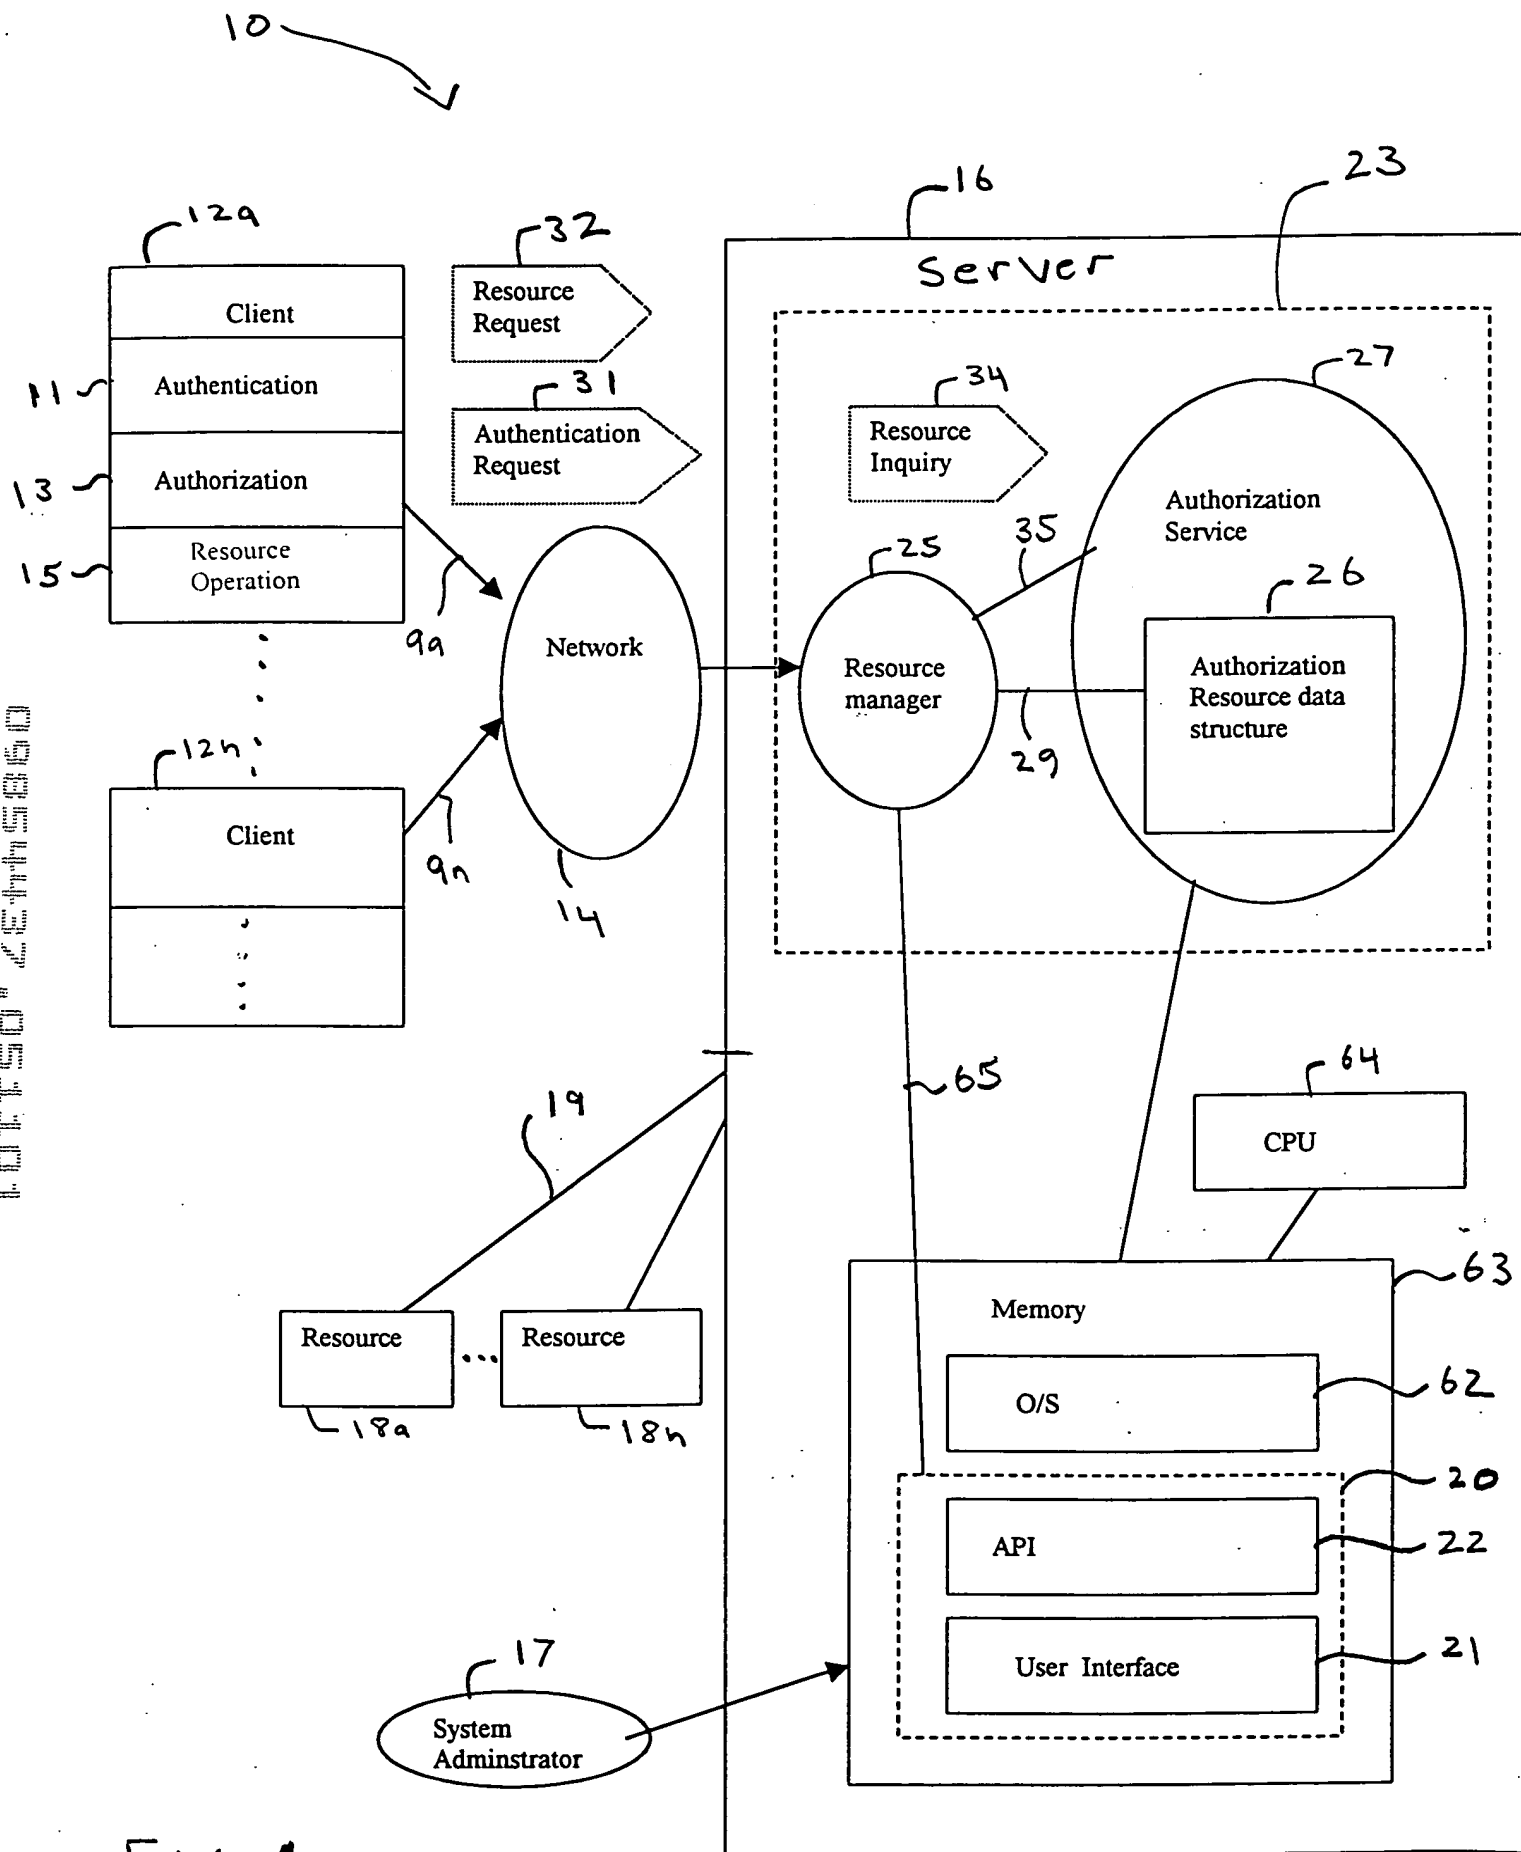 10
16
23
12a
32
Server
Client
Resource
Request
11
Authentication
31
34
27
Authentication
Request
Resource
Inquiry
13
Authorization
Authorization
Service
15
Resource
Operation
35
25
26
9a
Network
Resource
manager
Authorization
Resource data
structure
29
12n
Client
9n
14
65
64
CPU
19
63
Memory
Resource
Resource
18a
18n
O/S
62
20
API
22
17
User Interface
21
System
Adminstrator